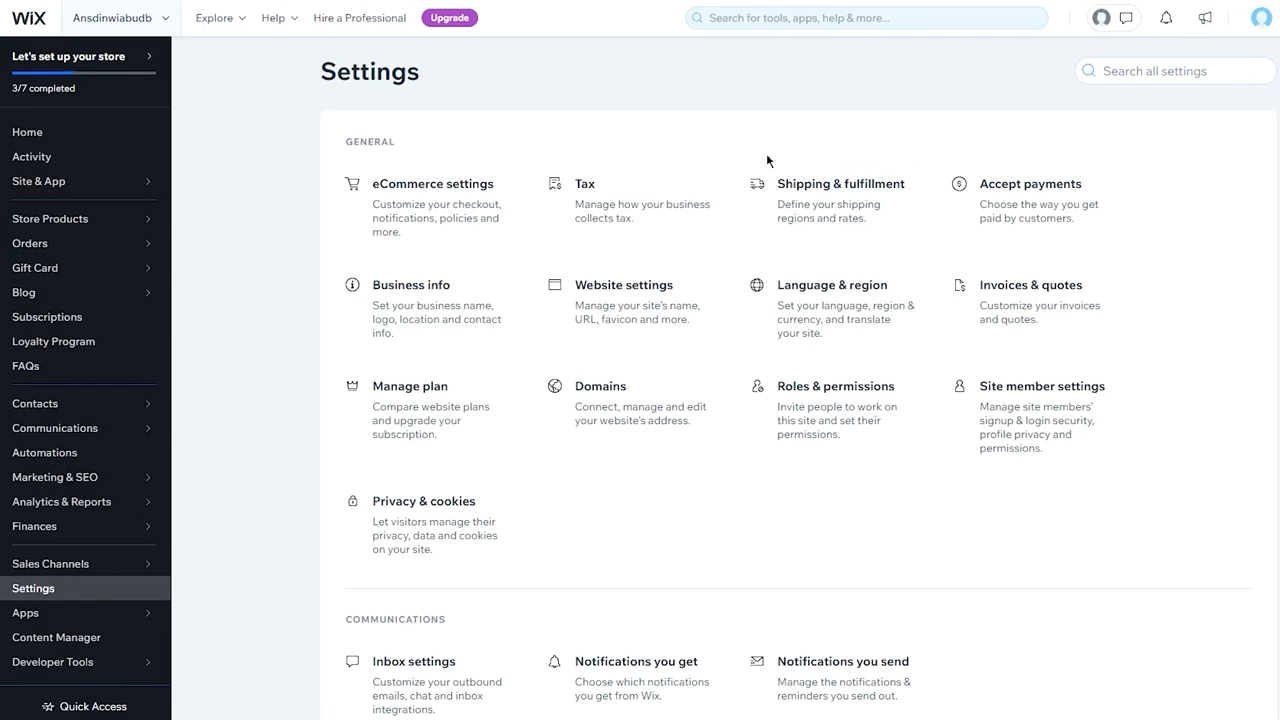 WiX
Ansdinwiabudb
Explore
Help
Hire a Professional
Upgrade
Search for tools, apps, help & more...
Let's set up your store
3/7 completed
Home
Activity
Site & App
Store Products
Orders
Gift Card
Blog
Subscriptions
Loyalty Program
FAQs
Contacts
Communications
Automations
Marketing & SEO
Analytics & Reports
Finances
Sales Channels
Settings
Apps
Content Manager
Developer Tools
Quick Access
Settings
Search all settings
GENERAL
eCommerce settings
Customize your checkout,
notifications, policies and
more.
Tax
Manage how your business
collects tax.
Shipping & fulfillment
Define your shipping
regions and rates.
Accept payments
Choose the way you get
paid by customers.
Business info
Set your business name,
logo, location and contact
info.
Website settings
Manage your site's name,
URL, favicon and more.
Language & region
Set your language, region &
currency, and translate
your site.
Invoices & quotes
Customize your invoices
and quotes.
Manage plan
Compare website plans
and upgrade your
subscription.
Domains
Connect, manage and edit
your website's address.
Roles & permissions
Invite people to work on
this site and set their
permissions.
Site member settings
Manage site members'
signup & login security,
profile privacy and
permissions.
Privacy & cookies
Let visitors manage their
privacy, data and cookies
on your site.
COMMUNICATIONS
Inbox settings
Customize your outbound
emails, chat and inbox
integrations.
Notifications you get
Choose which notifications
you get from Wix.
Notifications you send
Manage the notifications &
reminders you send out.